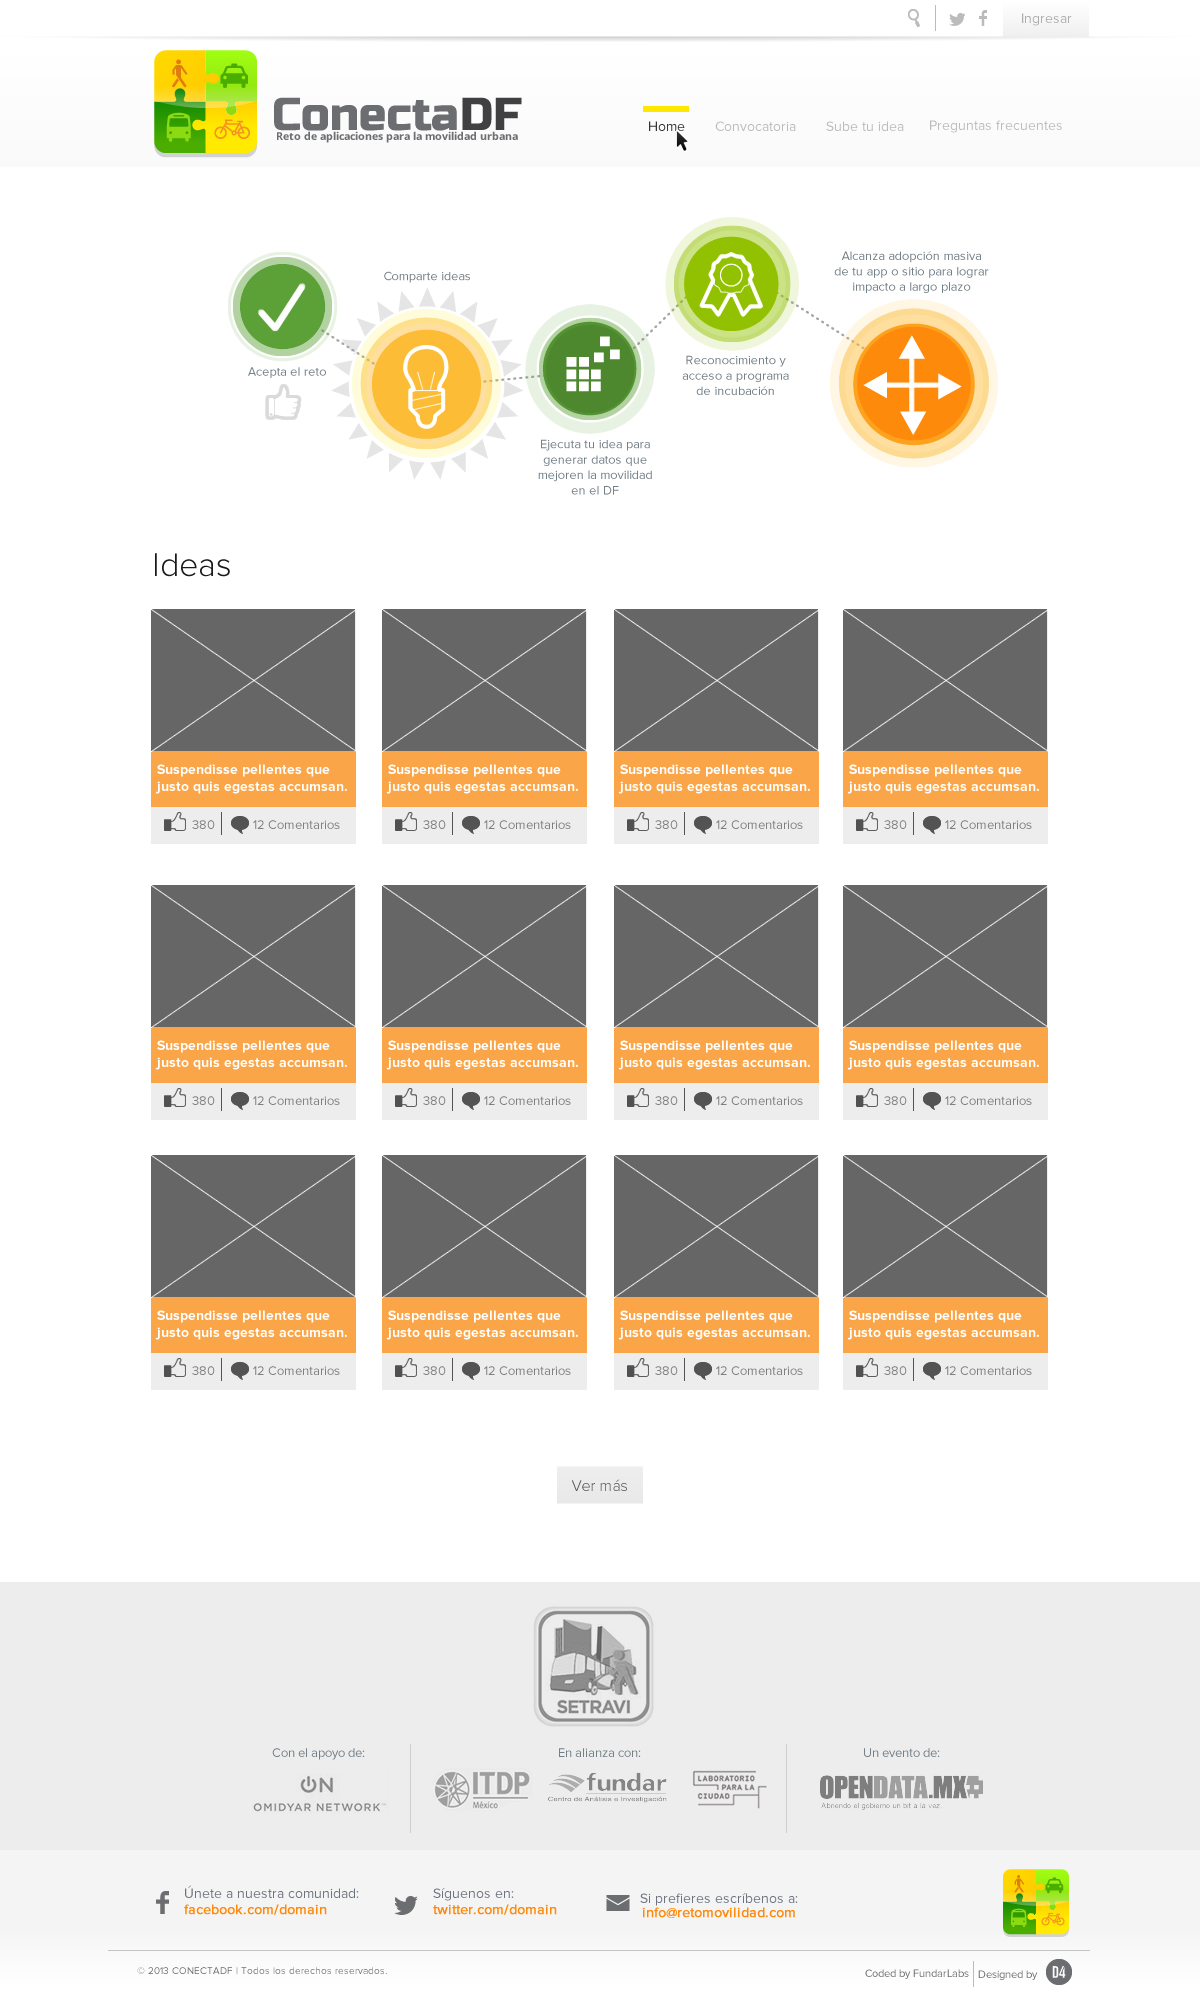 Ingresar
ConectaDF
Reto de aplicaciones para la movilidad urbana
Home
Convocatoria
Sube tu idea
Preguntas frecuentes
Acepta el reto
Comparte ideas
Ejecuta tu idea para
generar datos que
mejoren la movilidad
en el DF
Reconocimiento y
acceso a programa
de incubación
Alcanza adopción masiva
de tu app o sitio para lograr
impacto a largo plazo
Ideas
Suspendisse pellentes que
justo quis egestas accumsan.
380
12 Comentarios
Suspendisse pellentes que
justo quis egestas accumsan.
380
12 Comentarios
Suspendisse pellentes que
justo quis egestas accumsan.
380
12 Comentarios
Suspendisse pellentes que
justo quis egestas accumsan.
380
12 Comentarios
Suspendisse pellentes que
justo quis egestas accumsan.
380
12 Comentarios
Suspendisse pellentes que
justo quis egestas accumsan.
380
12 Comentarios
Suspendisse pellentes que
justo quis egestas accumsan.
380
12 Comentarios
Suspendisse pellentes que
justo quis egestas accumsan.
380
12 Comentarios
Suspendisse pellentes que
justo quis egestas accumsan.
380
12 Comentarios
Suspendisse pellentes que
justo quis egestas accumsan.
380
12 Comentarios
Suspendisse pellentes que
justo quis egestas accumsan.
380
12 Comentarios
Suspendisse pellentes que
justo quis egestas accumsan.
380
12 Comentarios
Ver más
SETRAVI
Con el apoyo de:
ON
OMIDYAR NETWORK™
En alianza con:
ITDP
México
fundar
Centro de Análisis e Investigación
LABORATORIO
PARA LA
CIUDAD
Un evento de:
OPENDATA.MX
Abriendo el gobierno un bit a la vez.
Únete a nuestra comunidad:
facebook.com/domain
Síguenos en:
twitter.com/domain
Si prefieres escríbenos a:
info@retomovilidad.com
© 2013 CONECTADF | Todos los derechos reservados.
Coded by FundarLabs
Designed by
D4